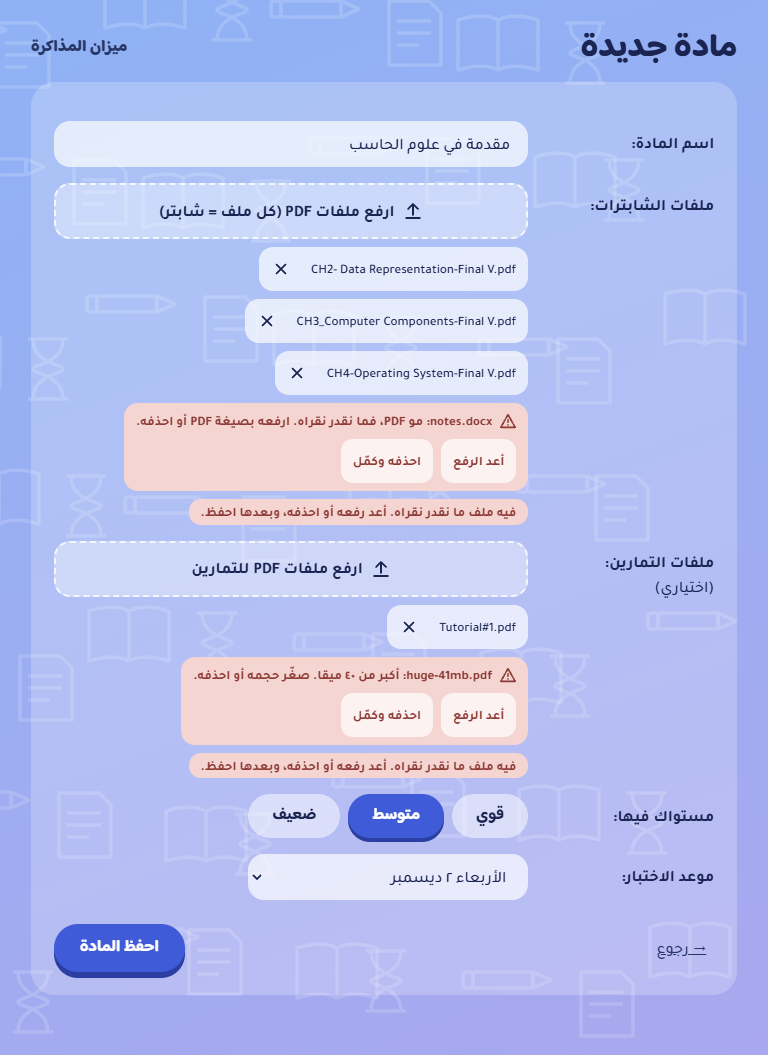 مادة جديدة
ميزان المذاكرة
اسم المادة:
مقدمة في علوم الحاسب
ملفات الشابترات:
ارفع ملفات PDF (كل ملف = شابتر)
CH2- Data Representation-Final V.pdf
CH3_Computer Components-Final V.pdf
CH4-Operating System-Final V.pdf
notes.docx: مو PDF، فما نقدر نقراه. ارفعه بصيغة PDF أو احذفه.
أعد الرفع
احذفه وكمّل
فيه ملف ما نقدر نقراه. أعد رفعه أو احذفه، وبعدها احفظ.
ملفات التمارين:
(اختياري)
ارفع ملفات PDF للتمارين
Tutorial#1.pdf
huge-41mb.pdf: أكبر من ٤٠ ميقا. صغّر حجمه أو احذفه.
أعد الرفع
احذفه وكمّل
فيه ملف ما نقدر نقراه. أعد رفعه أو احذفه، وبعدها احفظ.
مستواك فيها:
قوي
متوسط
ضعيف
موعد الاختبار:
الأربعاء ٢ ديسمبر
→ رجوع
احفظ المادة